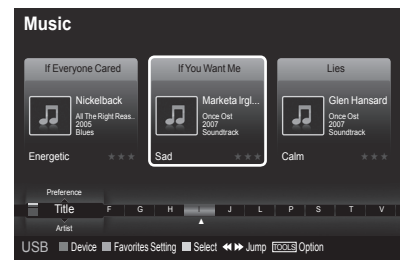 Music
If Everyone Cared
Nickelback
All The Right Reas..
2005
Blues
Energetic
If You Want Me
Marketa Irgl...
Once Ost
2007
Soundtrack
Sad
Lies
Glen Hansard
Once Ost
2007
Soundtrack
Calm
Preference
Title F G H I J L P S T V
Artist
USB Device Favorites Setting Select Jump TOOLS Option